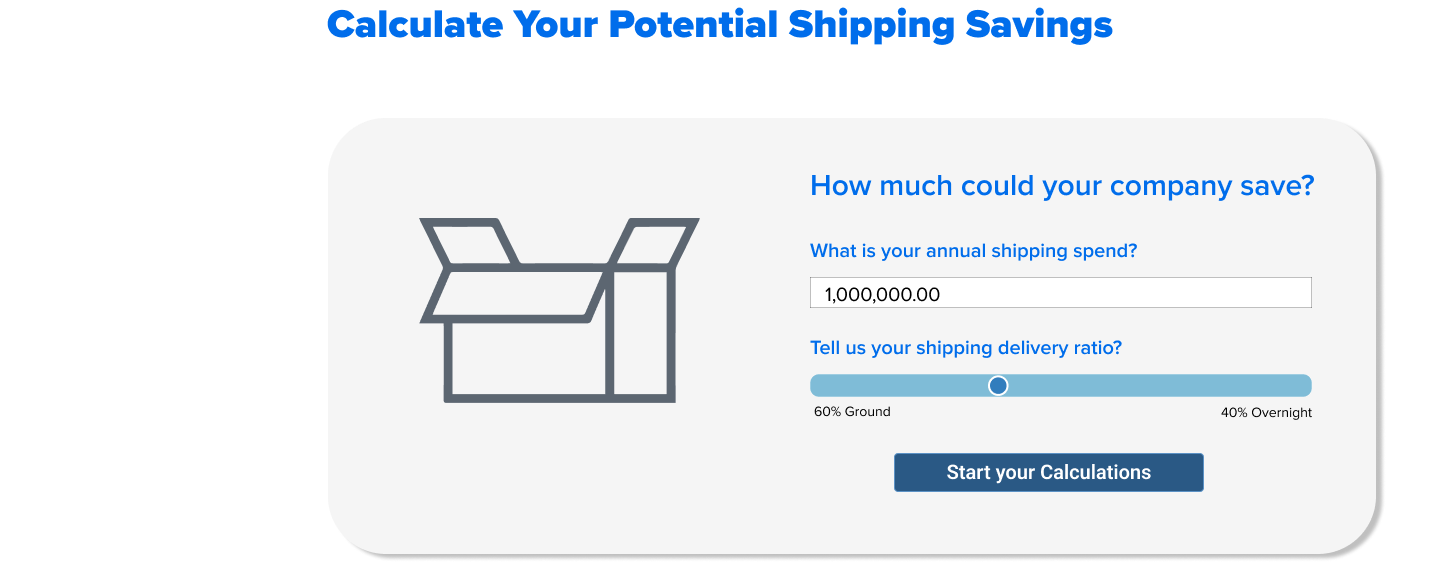 Calculate Your Potential Shipping Savings
How much could your company save?
What is your annual shipping spend?
1,000,000.00
Tell us your shipping delivery ratio?
60% Ground
40% Overnight
Start your Calculations